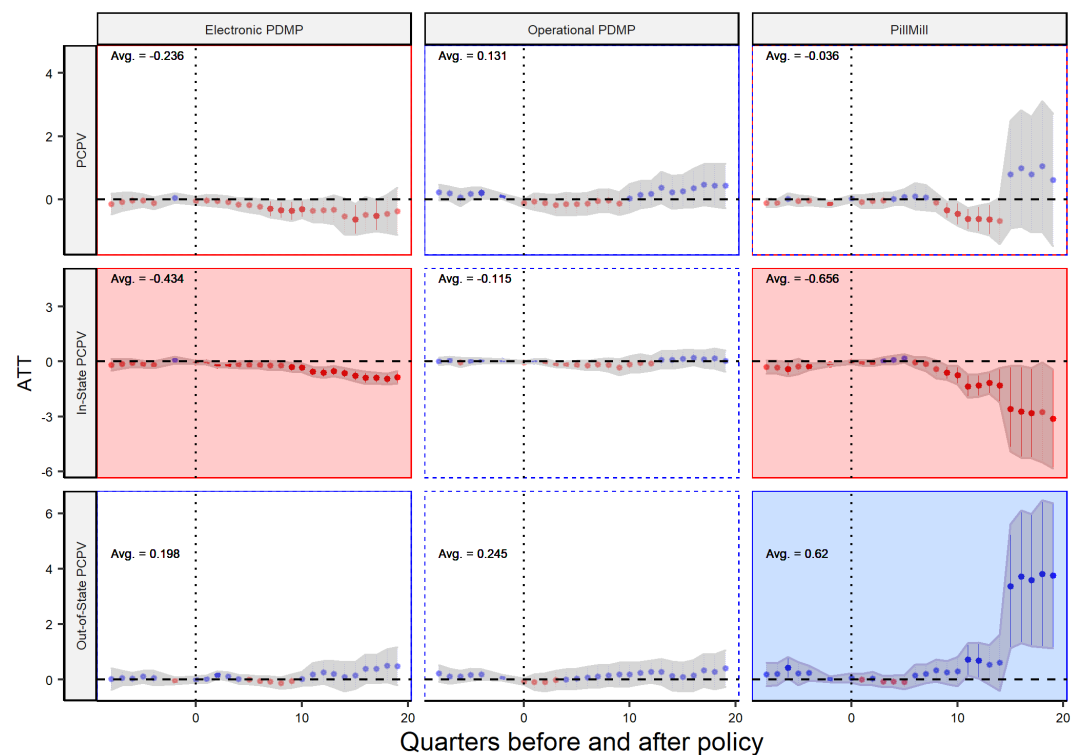 Electronic PDMP
Operational PDMP
PillMill
PCPV
Avg. = -0.236
Avg. = 0.131
Avg. = -0.036
4
2
0
In-State PCPV
Avg. = -0.434
Avg. = -0.115
Avg. = -0.656
3
0
-3
-6
ATT
Out-of-State PCPV
Avg. = 0.198
Avg. = 0.245
Avg. = 0.62
6
4
2
0
0 10 20
0 10 20
0 10 20
Quarters before and after policy